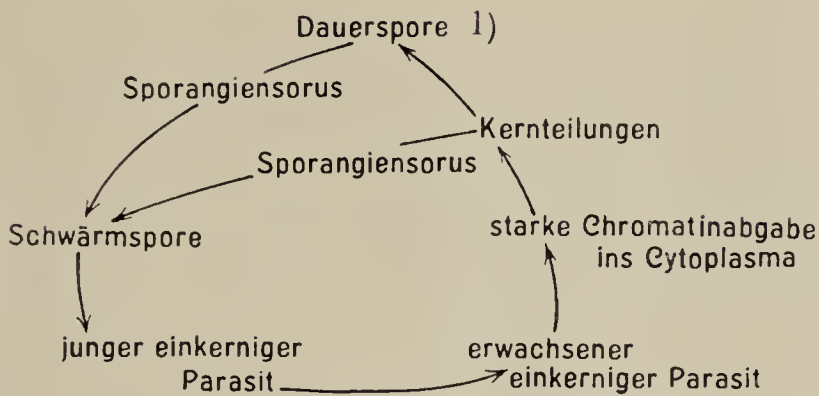 Dauerspore 1)
Sporangiensorus
Kernteilungen
Sporangiensorus
Schwärmspore
starke Chromatinabgabe
ins Cytoplasma
junger einkerniger
Parasit
erwachsener
einkerniger Parasit